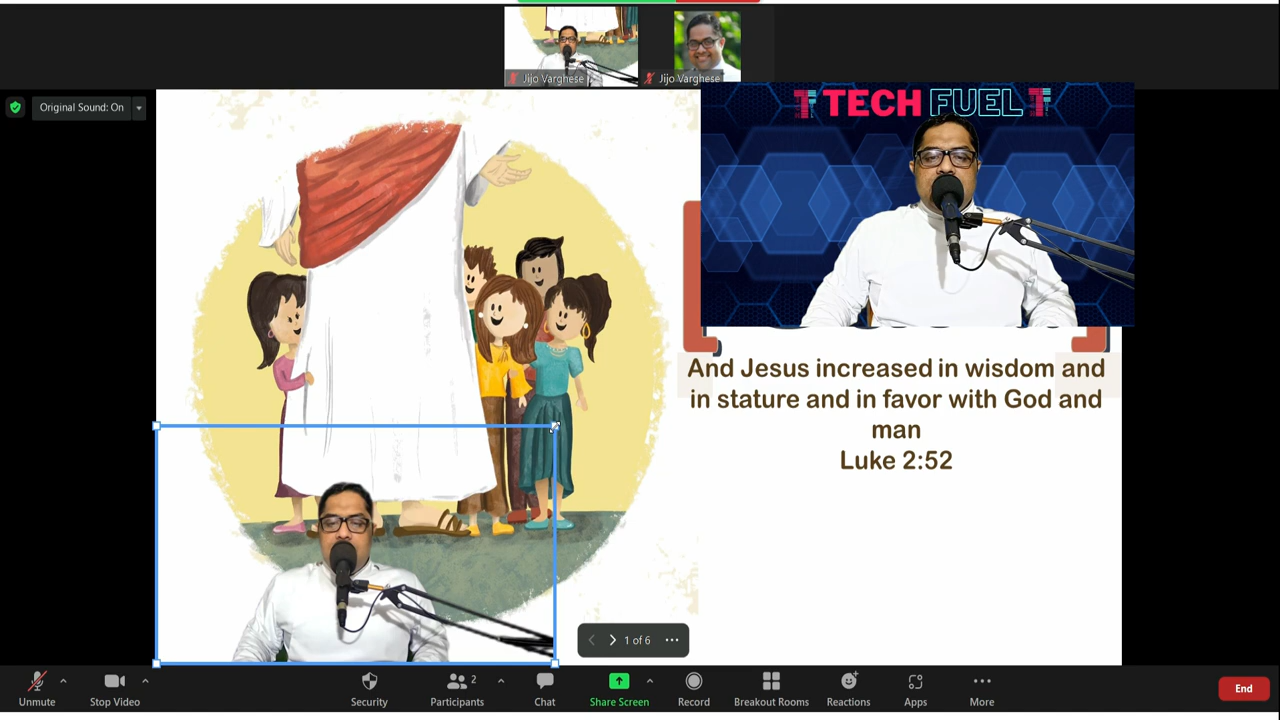 Jijo Varghese
Jijo Varghese
Original Sound: On
TECH FUEL
And Jesus increased in wisdom and
in stature and in favor with God and
man
Luke 2:52
1 of 6
Unmute
Stop Video
Security
Participants
2
Chat
Share Screen
Record
Breakout Rooms
Reactions
Apps
More
End